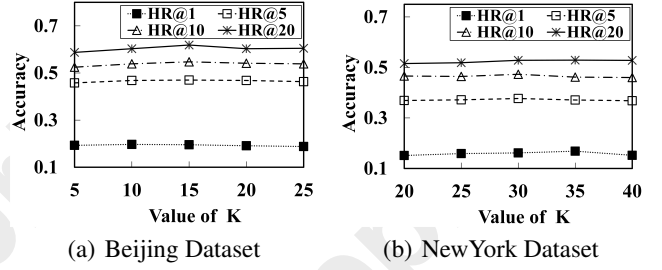 HR@1 HR@5
HR@10 HR@20
0.7
0.5
0.3
0.1
Accuracy
5 10 15 20 25
Value of K
(a) Beijing Dataset
HR@1 HR@5
HR@10 HR@20
0.7
0.5
0.3
0.1
Accuracy
20 25 30 35 40
Value of K
(b) NewYork Dataset